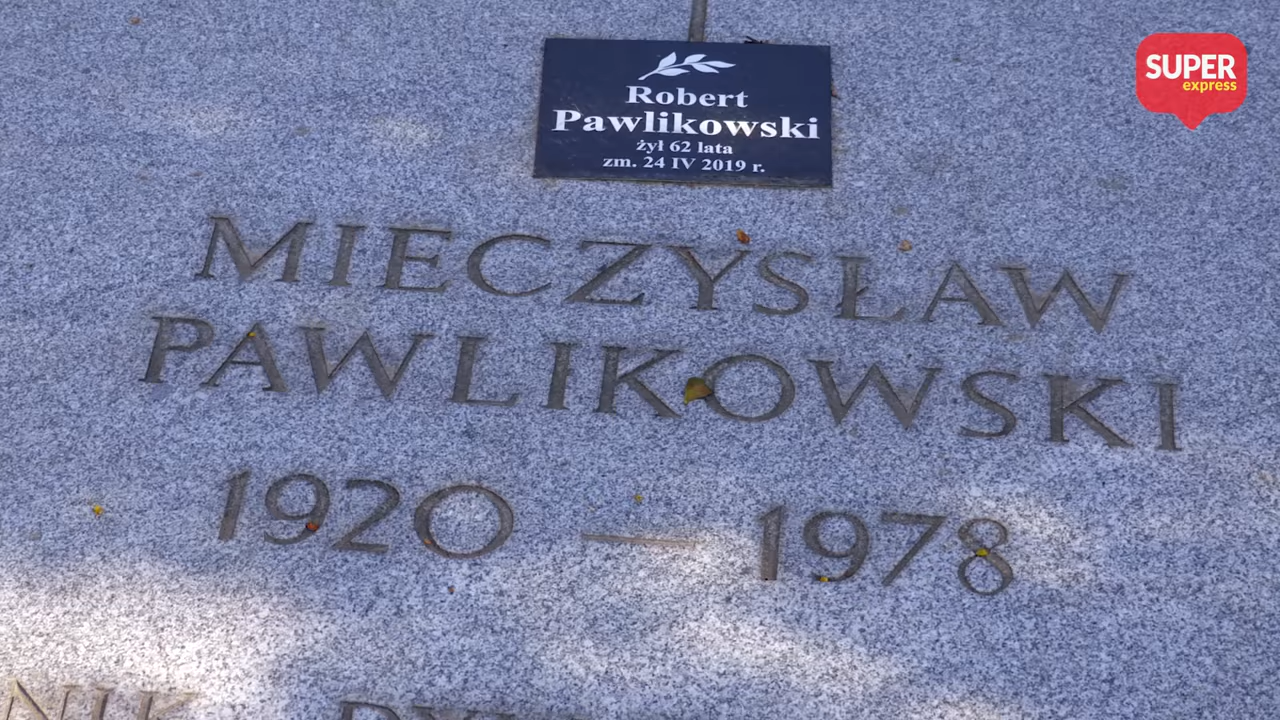 SUPER
express
Robert
Pawlikowski
żył 62 lata
zm. 24 IV 2019 r.
MIECZYSŁAW
PAWLIKOWSKI
1920 — 1978